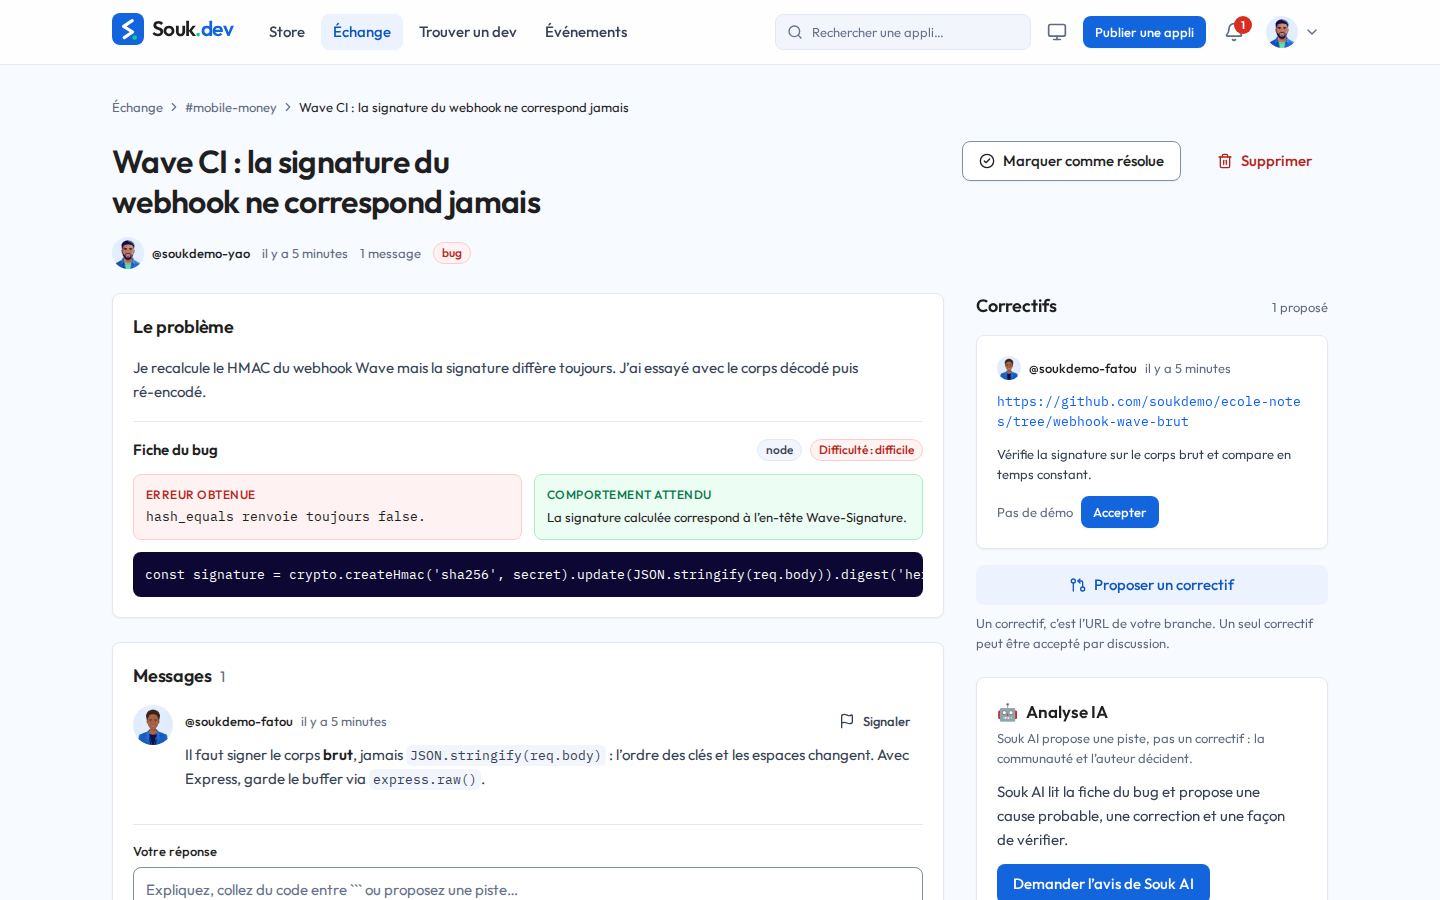 Souk.dev
Store
Échange
Trouver un dev
Événements
Rechercher une appli…
Publier une appli
1
Échange > #mobile-money > Wave CI : la signature du webhook ne correspond jamais
Wave CI : la signature du
webhook ne correspond jamais
Marquer comme résolue
Supprimer
@soukdemo-yao il y a 5 minutes 1 message bug
Le problème
Je recalcule le HMAC du webhook Wave mais la signature diffère toujours. J’ai essayé avec le corps décodé puis
ré-encodé.
Fiche du bug
node
Difficulté : difficile
ERREUR OBTENUE
hash_equals renvoie toujours false.
COMPORTEMENT ATTENDU
La signature calculée correspond à l’en-tête Wave-Signature.
const signature = crypto.createHmac('sha256', secret).update(JSON.stringify(req.body)).digest('he
Messages 1
@soukdemo-fatou il y a 5 minutes
Signaler
Il faut signer le corps brut, jamais JSON.stringify(req.body) : l’ordre des clés et les espaces changent. Avec
Express, garde le buffer via express.raw().
Votre réponse
Expliquez, collez du code entre ``` ou proposez une piste…
Correctifs
1 proposé
@soukdemo-fatou il y a 5 minutes
https://github.com/soukdemo/ecole-note
s/tree/webhook-wave-brut
Vérifie la signature sur le corps brut et compare en
temps constant.
Pas de démo
Accepter
Proposer un correctif
Un correctif, c’est l’URL de votre branche. Un seul correctif
peut être accepté par discussion.
Analyse IA
Souk AI propose une piste, pas un correctif : la
communauté et l’auteur décident.
Souk AI lit la fiche du bug et propose une
cause probable, une correction et une façon
de vérifier.
Demander l’avis de Souk AI